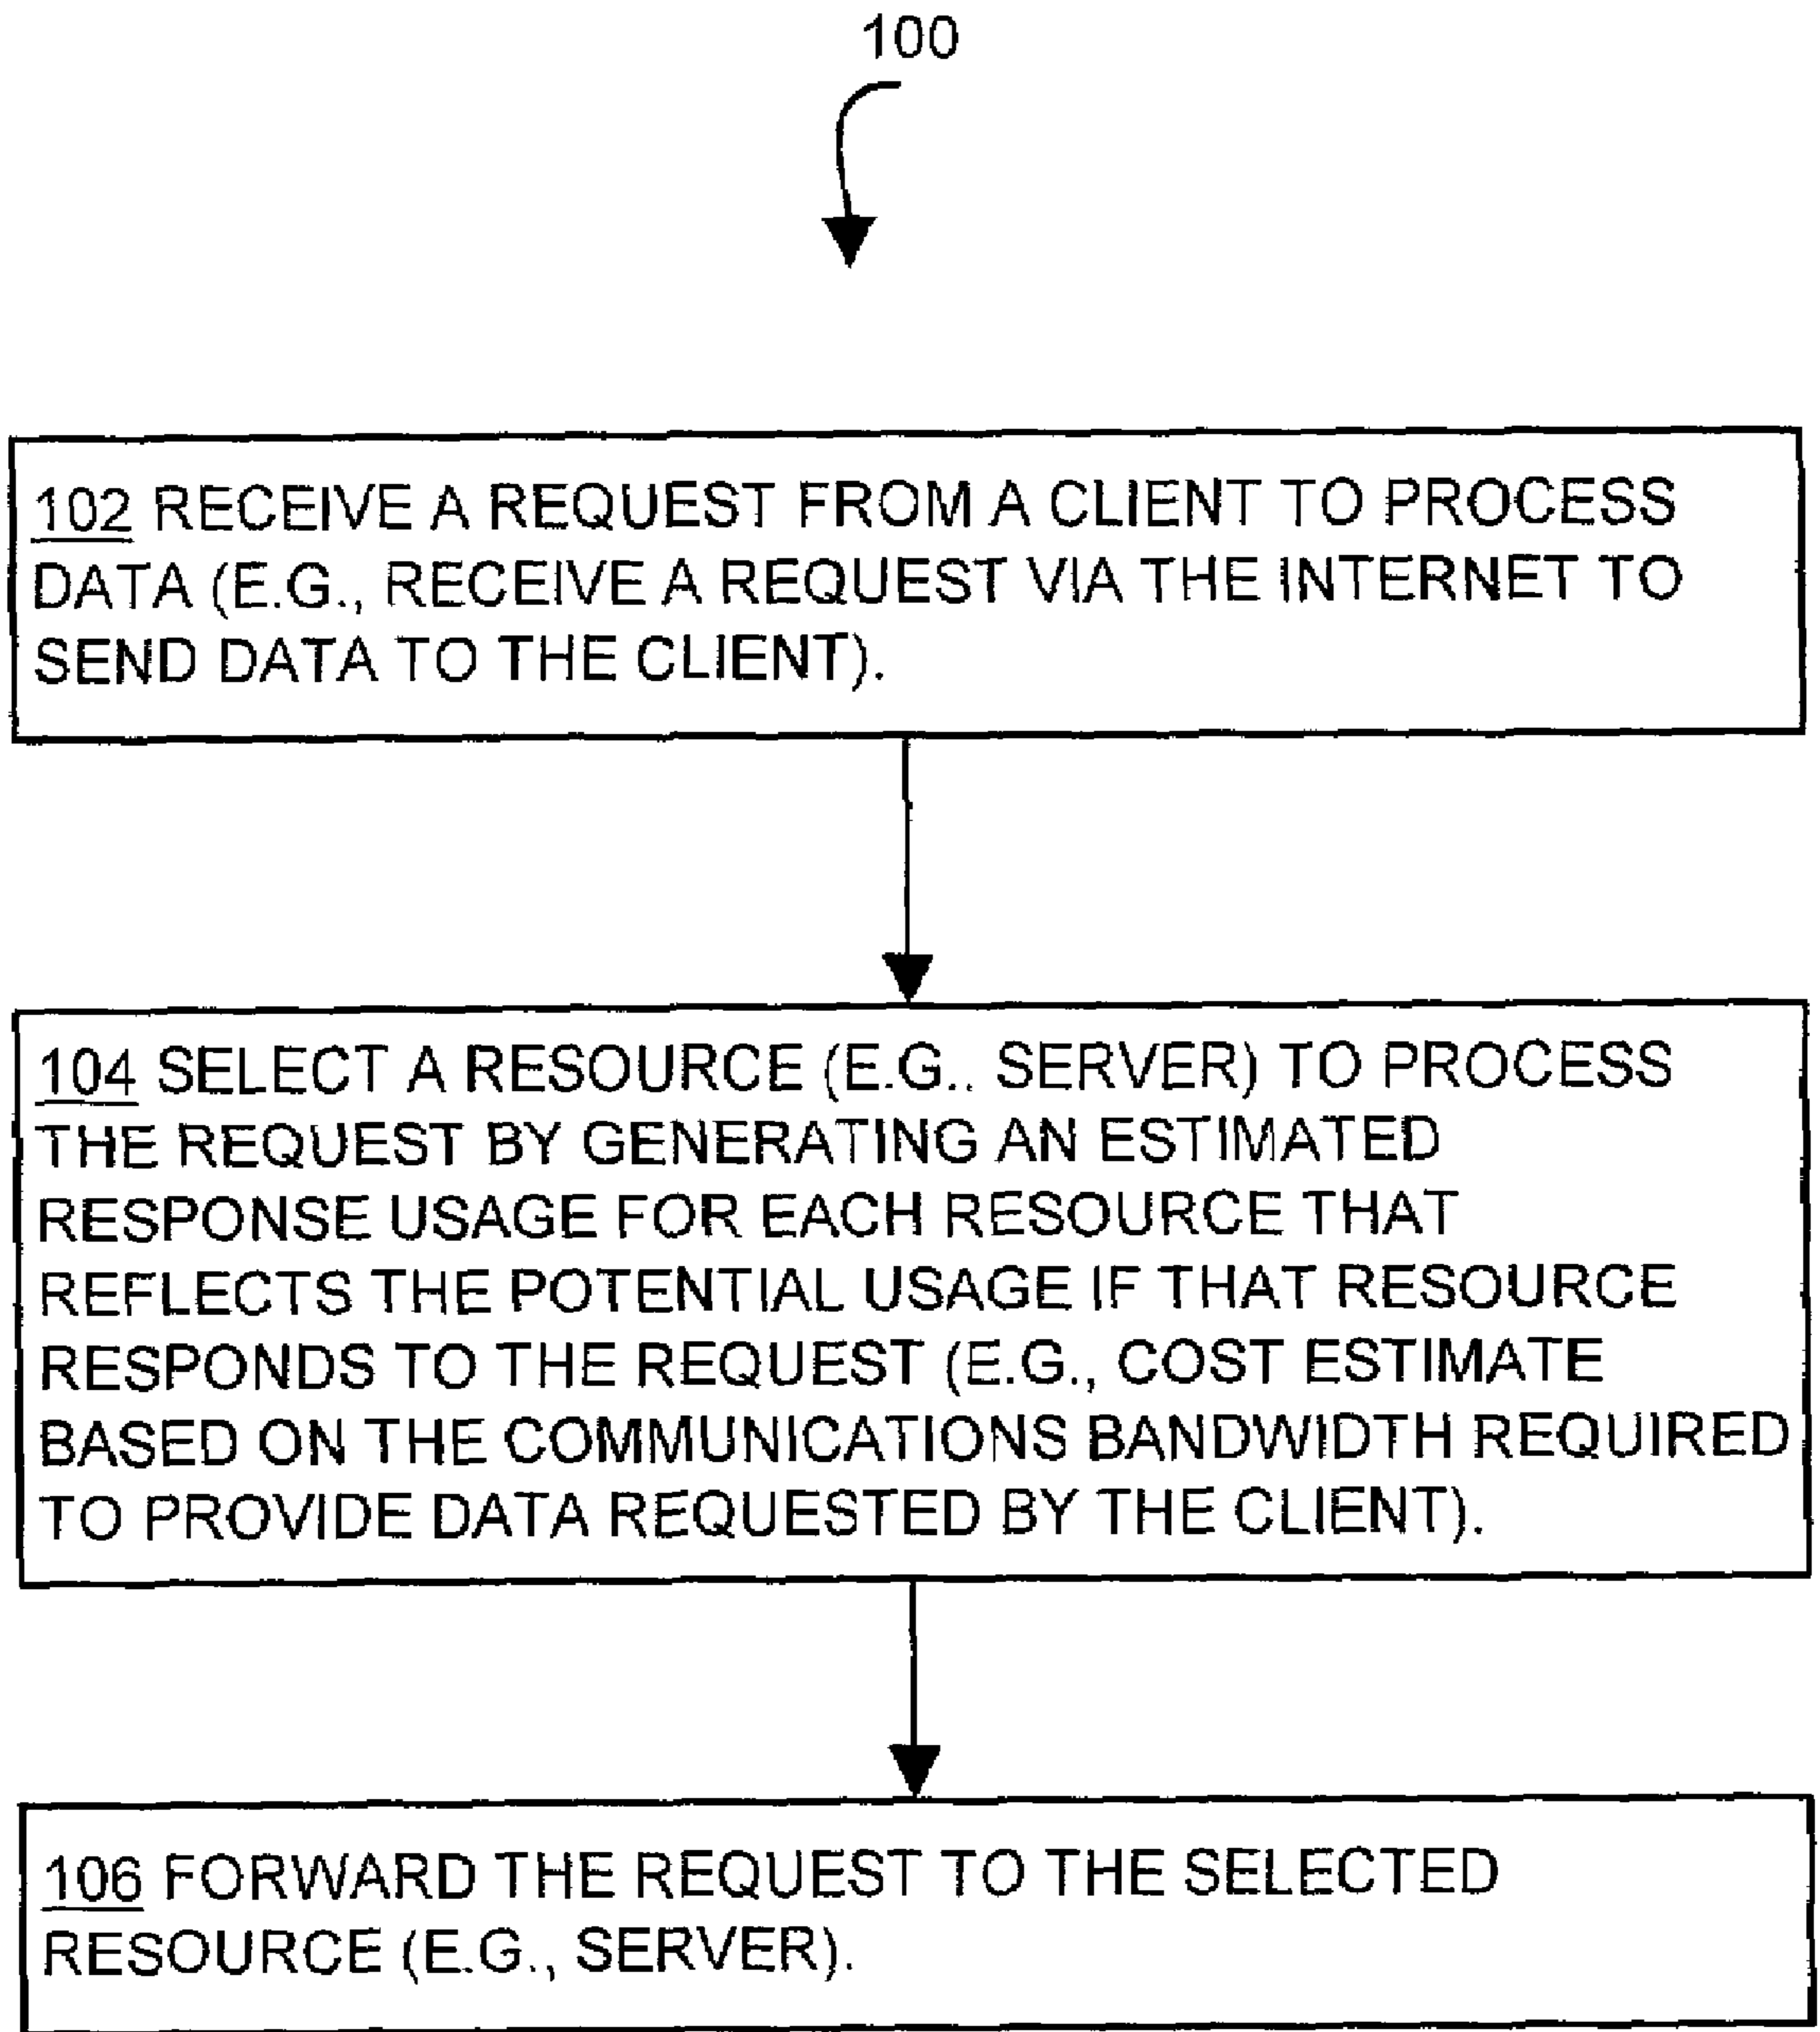 100
102 RECEIVE A REQUEST FROM A CLIENT TO PROCESS
DATA (E.G., RECEIVE A REQUEST VIA THE INTERNET TO
SEND DATA TO THE CLIENT).
104 SELECT A RESOURCE (E.G., SERVER) TO PROCESS
THE REQUEST BY GENERATING AN ESTIMATED
RESPONSE USAGE FOR EACH RESOURCE THAT
REFLECTS THE POTENTIAL USAGE IF THAT RESOURCE
RESPONDS TO THE REQUEST (E.G., COST ESTIMATE
BASED ON THE COMMUNICATIONS BANDWIDTH REQUIRED
TO PROVIDE DATA REQUESTED BY THE CLIENT).
106 FORWARD THE REQUEST TO THE SELECTED
RESOURCE (E.G., SERVER).